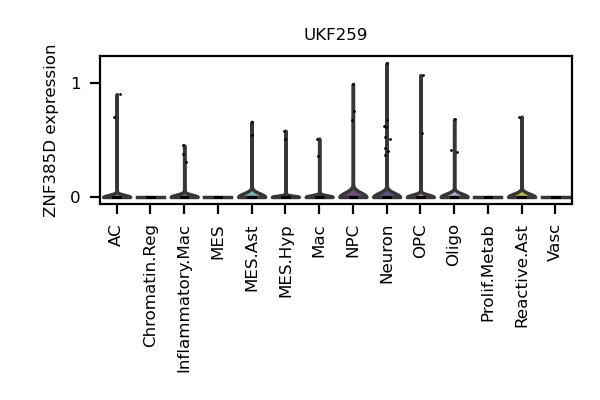 UKF259
ZNF385D expression
1
0
AC
Chromatin.Reg
Inflammatory.Mac
MES
MES.Ast
MES.Hyp
Mac
NPC
Neuron
OPC
Oligo
Prolif.Metab
Reactive.Ast
Vasc